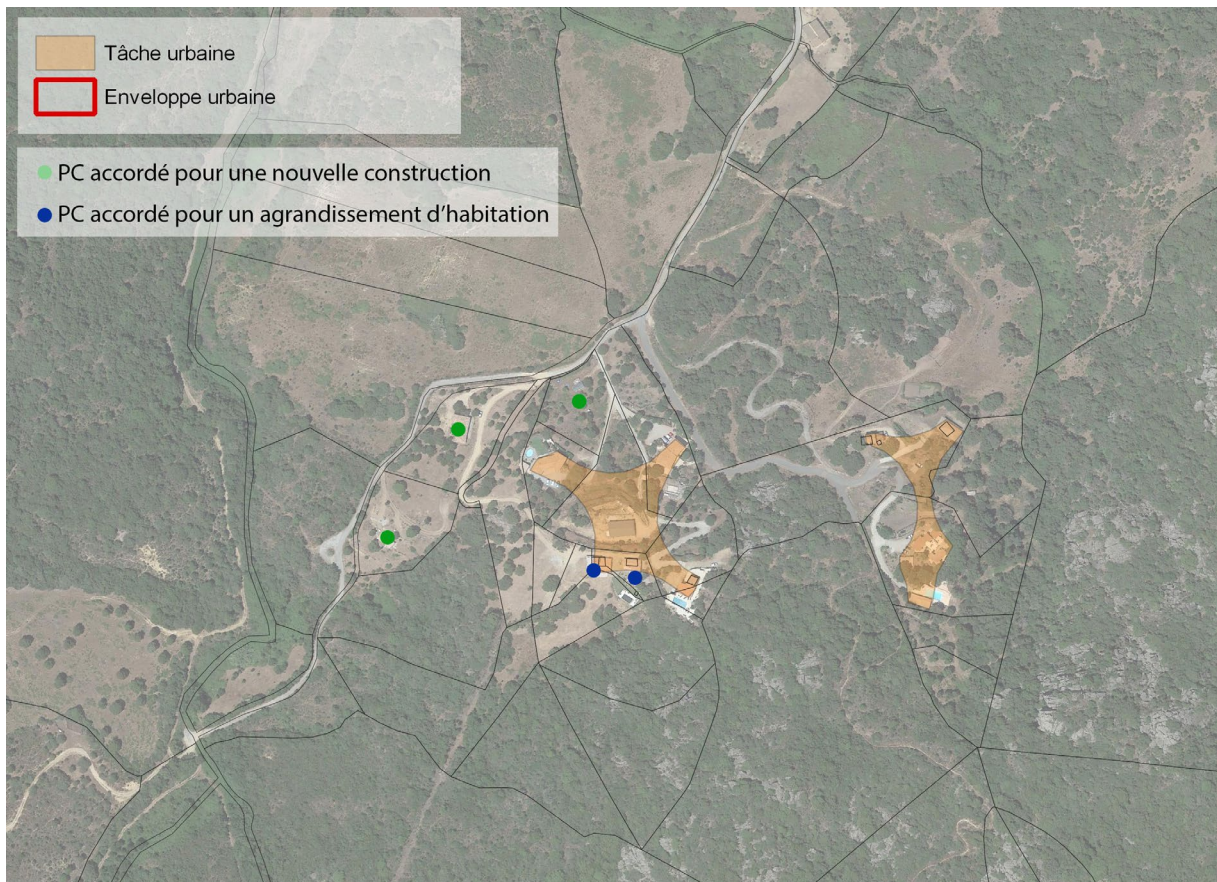 Tâche urbaine
Enveloppe urbaine
PC accordé pour une nouvelle construction
PC accordé pour un agrandissement d’habitation